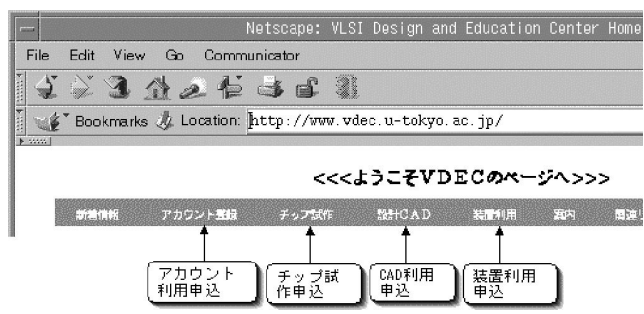 Netscape: VLSI Design and Education Center Home
File Edit View Go Communicator
Bookmarks Location: http://www.vdec.u-tokyo.ac.jp/
<<<ようこそVDECのページへ>>>
新着情報 アカウント登録 チップ試作 設計CAD 装置利用 案内 関連リ
アカウント 利用申込
チップ試 作申込
CAD利用 申込
装置利用 申込